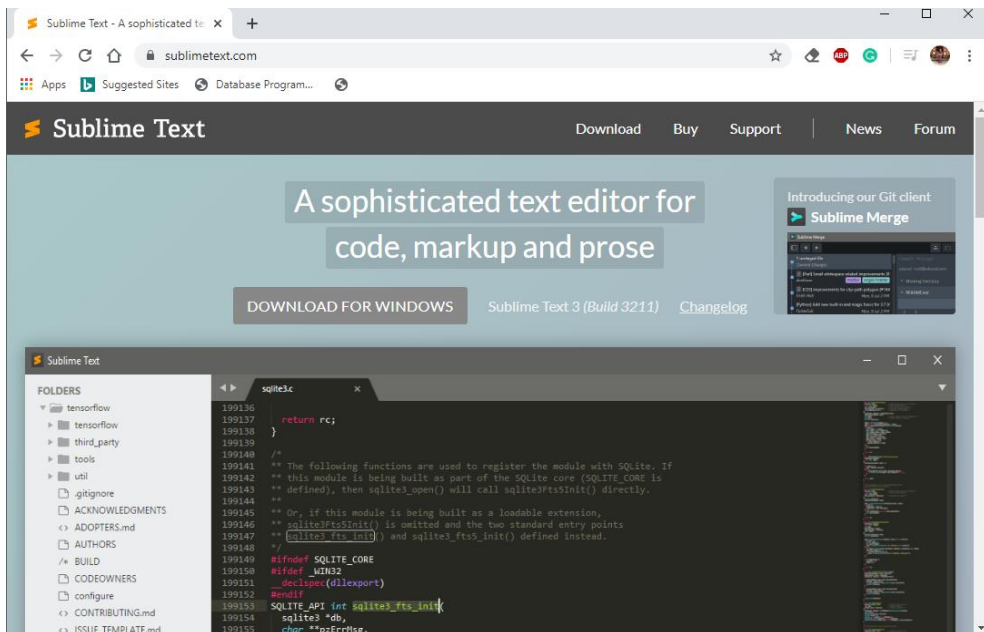 Sublime Text - A sophisticated te
sublimetext.com
ABP
G
Apps
Suggested Sites
Database Program...
Sublime Text
Download Buy Support News Forum
A sophisticated text editor for
code, markup and prose
DOWNLOAD FOR WINDOWS
Sublime Text 3 (Build 3211) Changelog
Introducing our Git client
Sublime Merge
Sublime Text
FOLDERS
tensorflow
tensorflow
third_party
tools
util
.gitignore
ACKNOWLEDGMENTS
<> ADOPTERS.md
AUTHORS
/* BUILD
CODEOWNERS
configure
<> CONTRIBUTING.md
<> ISSUE_TEMPLATE.md
sqlite3.c
199136
199137 return rc;
199138 }
199139
199140 /*
199141 ** The following functions are used to register the module with SQLite. If
199142 ** this module is being built as part of the SQLite core (SQLITE_CORE is
199143 ** defined), then sqlite3_open() will call sqlite3Fts5Init() directly.
199144 **
199145 ** Or, if this module is being built as a loadable extension,
199146 ** sqlite3Fts5Init() is omitted and the two standard entry points
199147 ** sqlite3_fts_init() and sqlite3_fts5_init() defined instead.
199148 */
199149 #ifndef SQLITE_CORE
199150 #ifdef _WIN32
199151 __declspec(dllexport)
199152 #endif
199153 SQLITE_API int sqlite3_fts_init(
199154 sqlite3 *db,
199155 char **pzErrMsg,